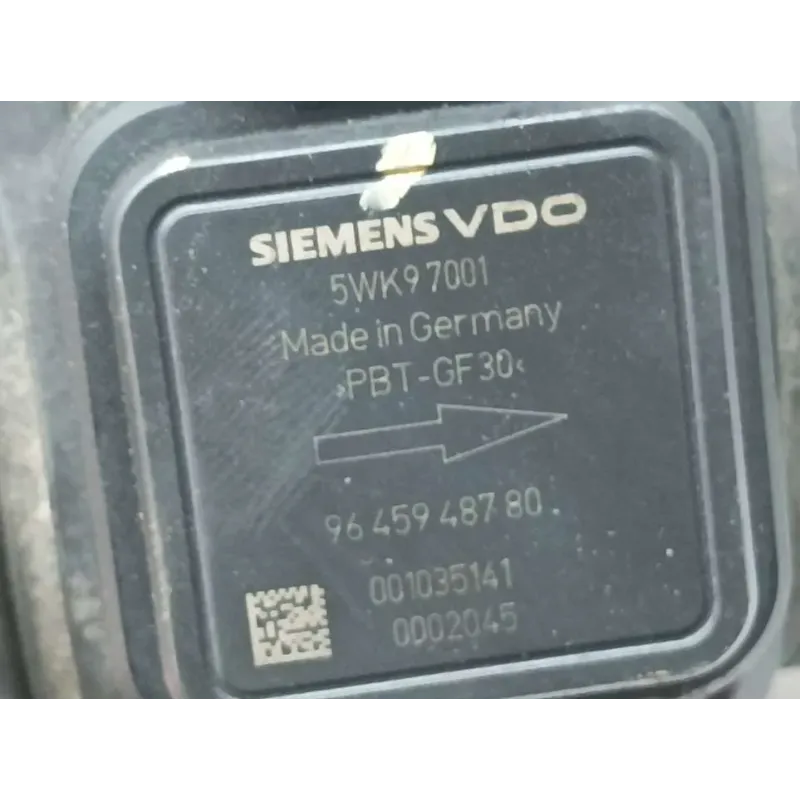 SIEMENS VDO
5WK9 7001
Made in Germany
>PBT-GF30<
96 459 487 80
001035141
0002045